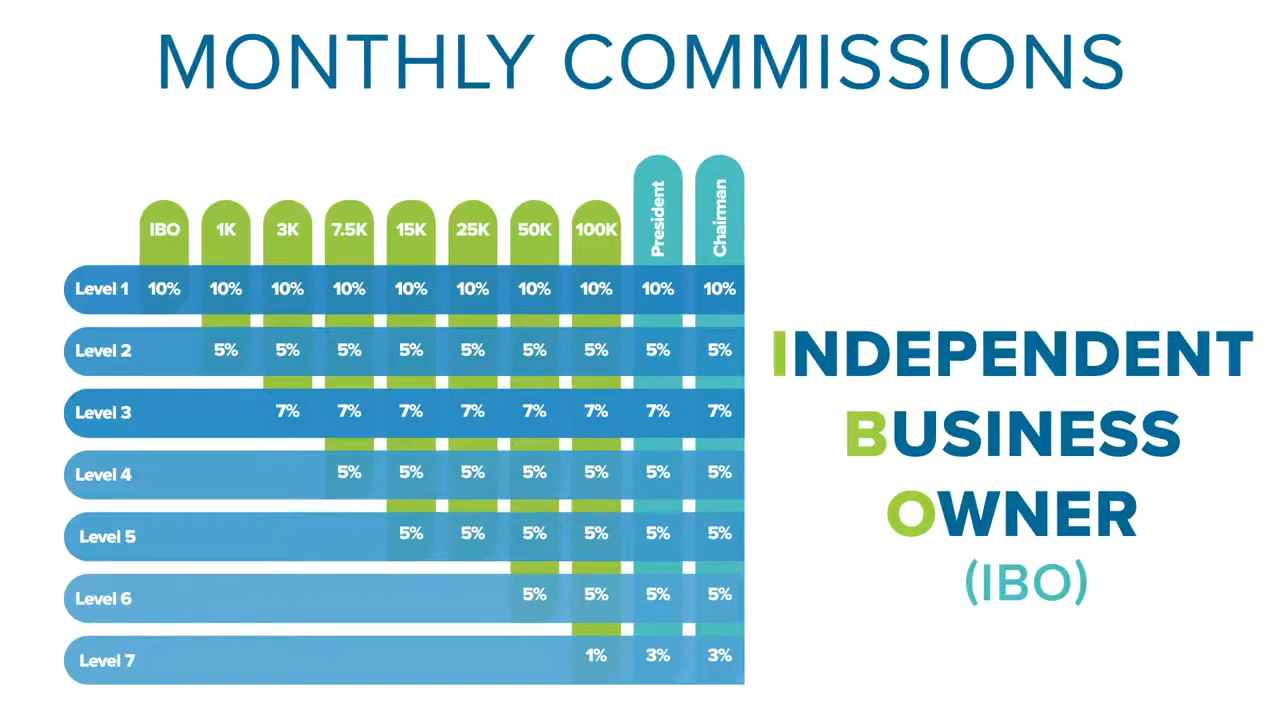 MONTHLY COMMISSIONS
IBO 1K 3K 7.5K 15K 25K 50K 100K President Chairman
Level 1 10% 10% 10% 10% 10% 10% 10% 10% 10% 10%
Level 2 5% 5% 5% 5% 5% 5% 5% 5% 5%
Level 3 7% 7% 7% 7% 7% 7% 7% 7%
Level 4 5% 5% 5% 5% 5% 5% 5%
Level 5 5% 5% 5% 5% 5% 5%
Level 6 5% 5% 5% 5%
Level 7 1% 3% 3%
INDEPENDENT
BUSINESS
OWNER
(IBO)